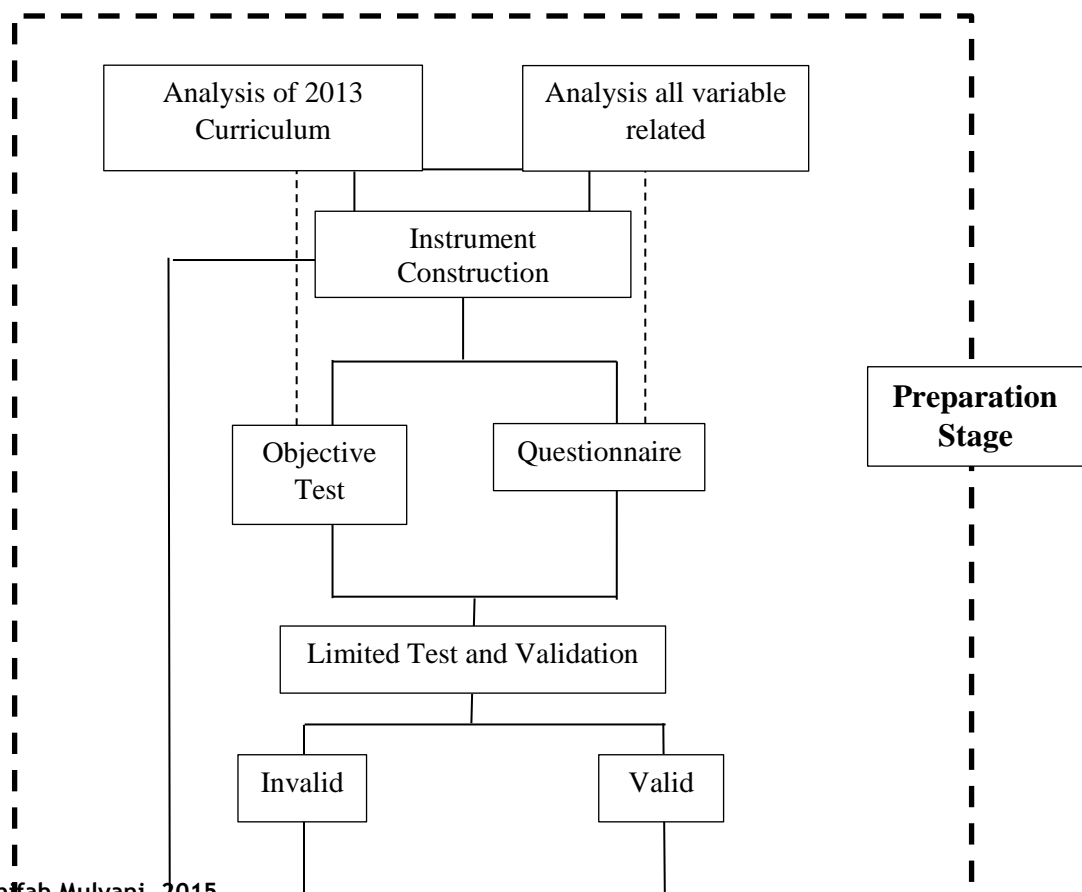 Analysis of 2013
Curriculum
Analysis all variable
related
Instrument
Construction
Preparation
Stage
Objective
Test
Questionnaire
Limited Test and Validation
Invalid
Valid
Mulyani, 2015